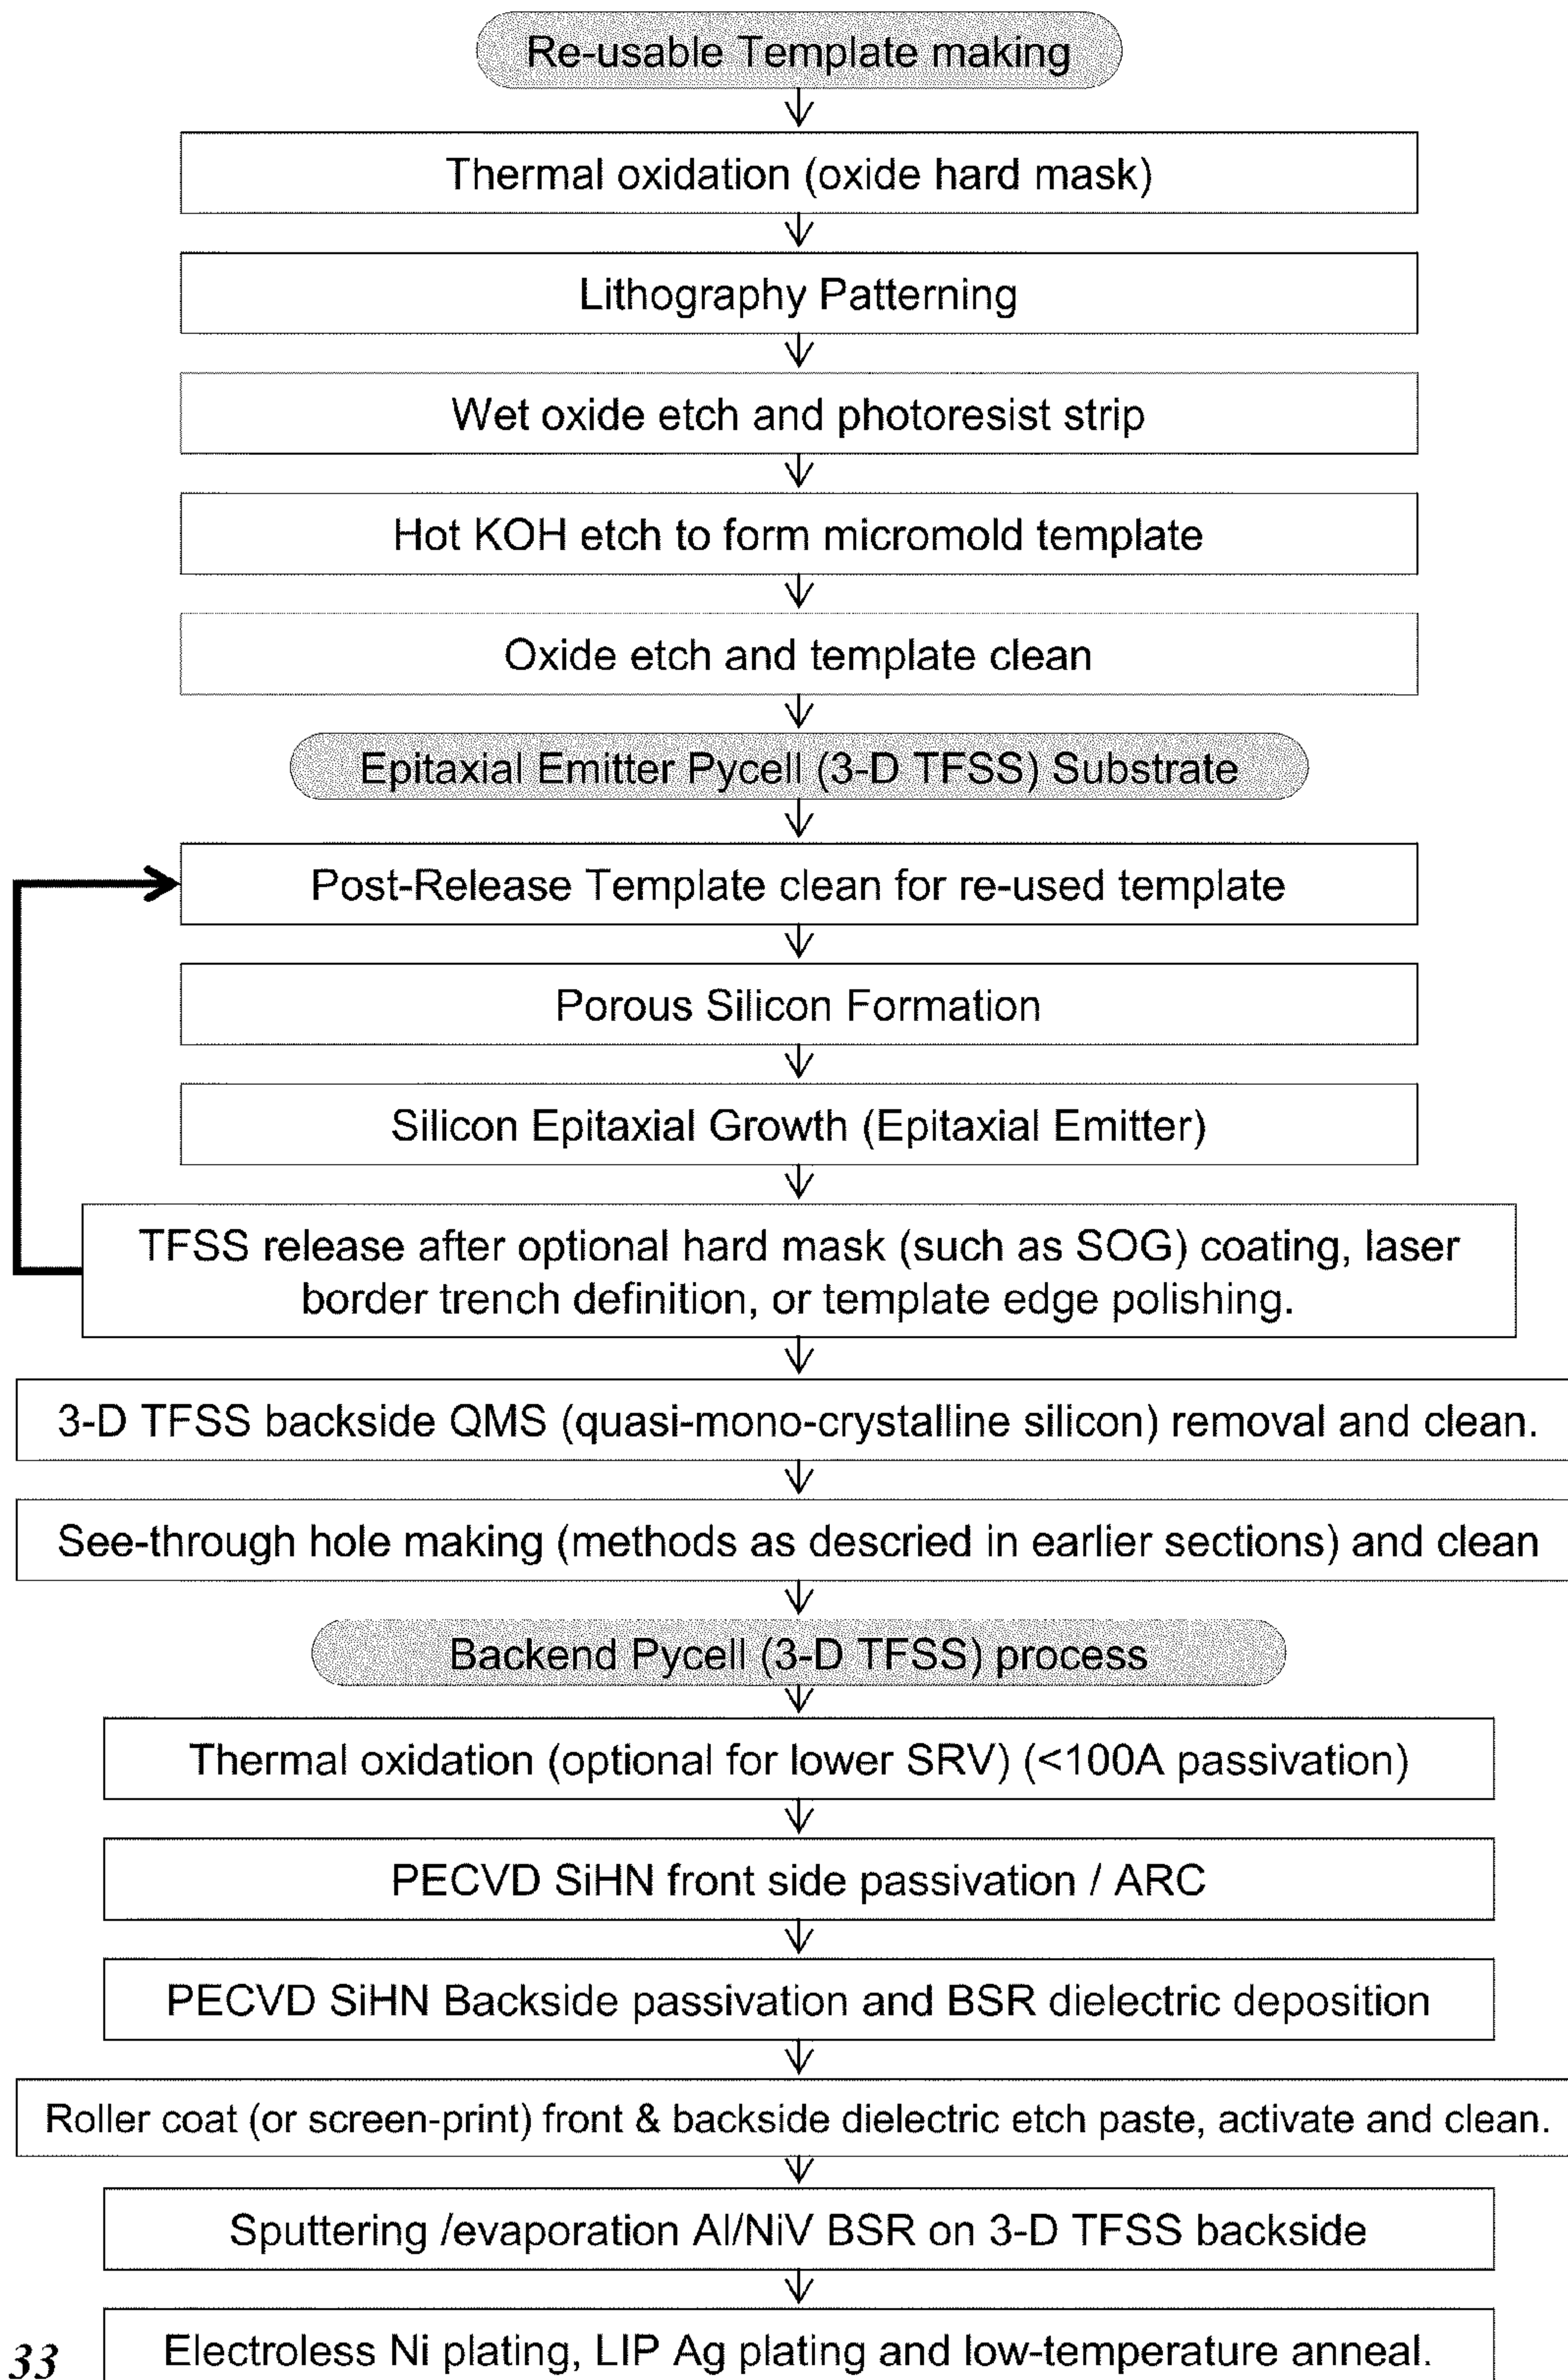 Re-usable Template making
Thermal oxidation (oxide hard mask)
Lithography Patterning
Wet oxide etch and photoresist strip
Hot KOH etch to form micromold template
Oxide etch and template clean
Epitaxial Emitter Pycell (3-D TFSS) Substrate
Post-Release Template clean for re-used template
Porous Silicon Formation
Silicon Epitaxial Growth (Epitaxial Emitter)
TFSS release after optional hard mask (such as SOG) coating, laser
border trench definition, or template edge polishing.
3-D TFSS backside QMS (quasi-mono-crystalline silicon) removal and clean.
See-through hole making (methods as descried in earlier sections) and clean
Backend Pycell (3-D TFSS) process
Thermal oxidation (optional for lower SRV) (<100A passivation)
PECVD SiHN front side passivation / ARC
PECVD SiHN Backside passivation and BSR dielectric deposition
Roller coat (or screen-print) front & backside dielectric etch paste, activate and clean.
Sputtering /evaporation Al/NiV BSR on 3-D TFSS backside
Electroless Ni plating, LIP Ag plating and low-temperature anneal.
33